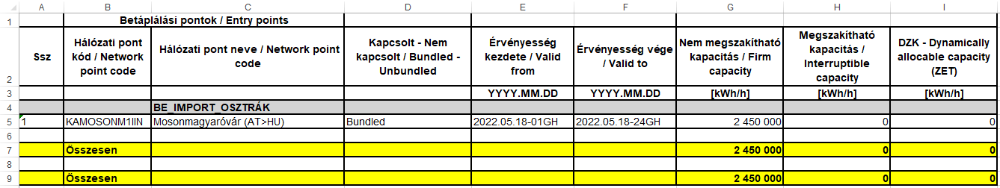 A B C D E F G H I
1 Betáplálási pontok / Entry points
2 Ssz Hálózati pont kód / Network point code Hálózati pont neve / Network point code Kapcsolt - Nem kapcsolt / Bundled - Unbundled Érvényesség kezdete / Valid from Érvényesség vége / Valid to Nem megszakítható kapacitás / Firm capacity Megszakítható kapacitás / Interruptible capacity DZK - Dynamically allocable capacity (ZET)
3 YYYY.MM.DD YYYY.MM.DD [kWh/h] [kWh/h] [kWh/h]
4 BE_IMPORT_OSZTRÁK
5 1 KAMOSONM1IIN Mosonmagyaróvár (AT>HU) Bundled 2022.05.18-01GH 2022.05.18-24GH 2 450 000 0 0
6
7 Összesen 2 450 000 0 0
8
9 Összesen 2 450 000 0 0